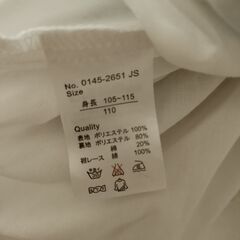 No. 0145-2651 JS
Size
身長 105~115
110
Quality
表地 ポリエステル 100%
裏地 ポリエステル 80%
綿 20%
衿レース 綿 100%